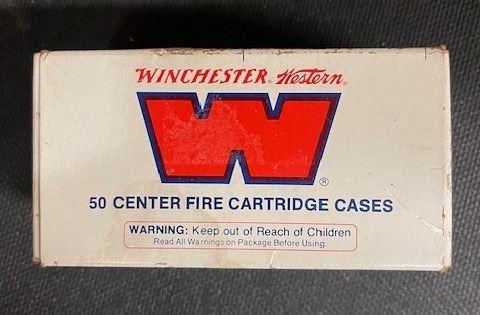 WINCHESTER® Western®
W®
50 CENTER FIRE CARTRIDGE CASES
WARNING: Keep out of Reach of Children
Read All Warnings on Package Before Using.